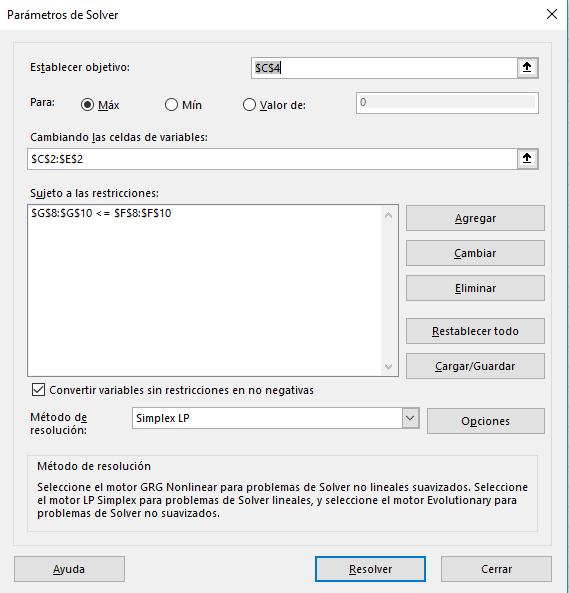 Parámetros de Solver
Establecer objetivo: $C$4
Para: Máx Mín Valor de: 0
Cambiando las celdas de variables:
$C$2:$E$2
Sujeto a las restricciones:
$G$8:$G$10 <= $F$8:$F$10
Agregar
Cambiar
Eliminar
Restablecer todo
Cargar/Guardar
Convertir variables sin restricciones en no negativas
Método de
resolución:
Simplex LP
Opciones
Método de resolución
Seleccione el motor GRG Nonlinear para problemas de Solver no lineales suavizados. Seleccione
el motor LP Simplex para problemas de Solver lineales, y seleccione el motor Evolutionary para
problemas de Solver no suavizados.
Ayuda Resolver Cerrar